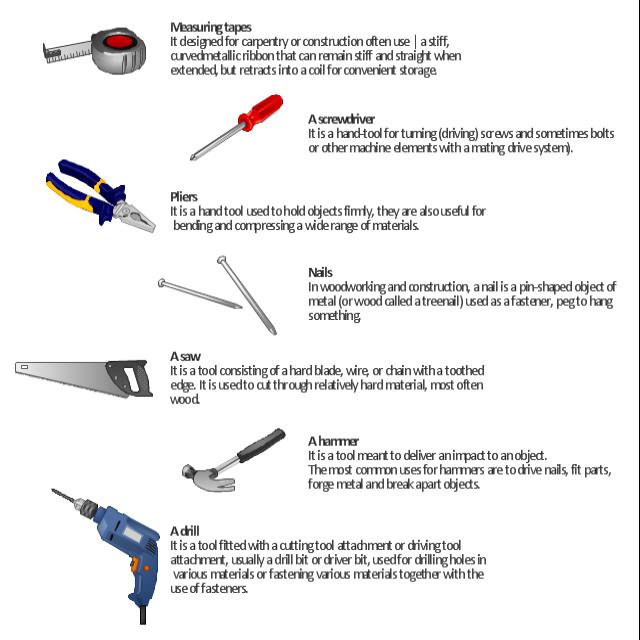 Measuring tapes
It designed for carpentry or construction often use | a stiff,
curvedmetallic ribbon that can remain stiff and straight when
extended, but retracts into a coil for convenient storage.
A screwdriver
It is a hand-tool for turning (driving) screws and sometimes bolts
or other machine elements with a mating drive system).
Pliers
It is a hand tool used to hold objects firmly, they are also useful for
bending and compressing a wide range of materials.
Nails
In woodworking and construction, a nail is a pin-shaped object of
metal (or wood called a treenail) used as a fastener, peg to hang
something.
A saw
It is a tool consisting of a hard blade, wire, or chain with a toothed
edge. It is used to cut through relatively hard material, most often
wood.
A hammer
It is a tool meant to deliver an impact to an object.
The most common uses for hammers are to drive nails, fit parts,
forge metal and break apart objects.
A drill
It is a tool fitted with a cutting tool attachment or driving tool
attachment, usually a drill bit or driver bit, used for drilling holes in
various materials or fastening various materials together with the
use of fasteners.